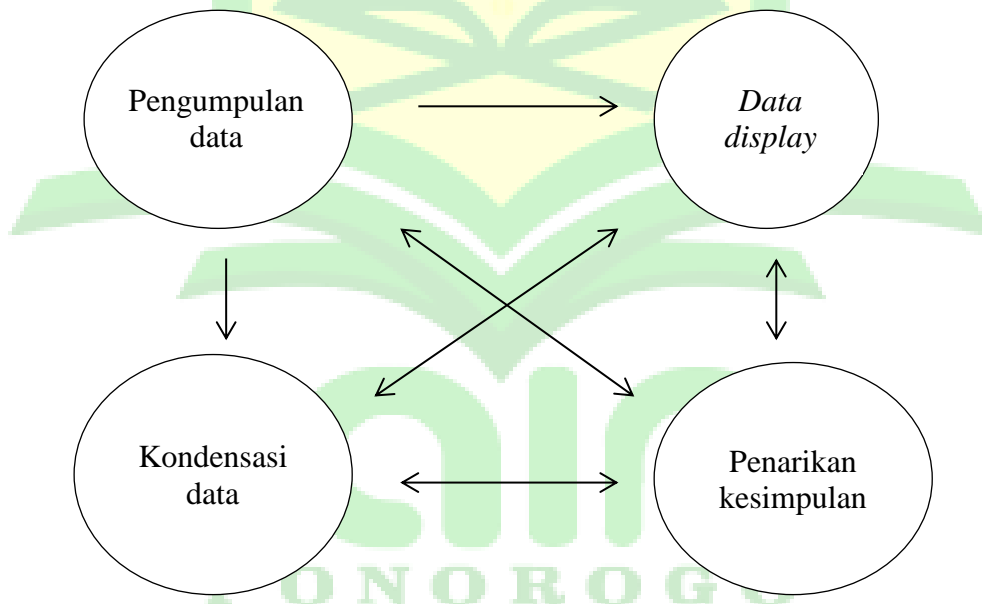 Pengumpulan
data
Data
display
Kondensasi
data
Penarikan
kesimpulan
PONOROGO